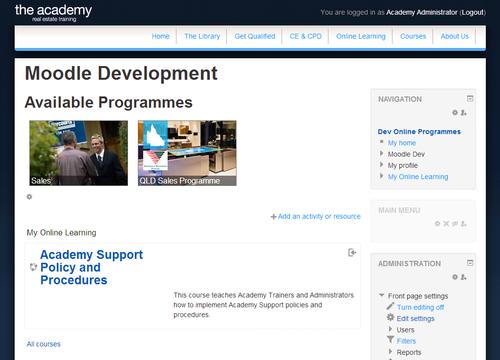 the academy
real estate training
You are logged in as Academy Administrator (Logout)
Home
The Library
Get Qualified
CE & CPD
Online Learning
Courses
About Us
Moodle Development
Available Programmes
Sales
QLD Sales Programme
Add an activity or resource
My Online Learning
Academy Support
Policy and
Procedures
This course teaches Academy Trainers and Administrators
how to implement Academy Support policies and
procedures.
All courses
NAVIGATION
Dev Online Programmes
My home
Moodle Dev
My profile
My Online Learning
MAIN MENU
ADMINISTRATION
Front page settings
Turn editing off
Edit settings
Users
Filters
Reports